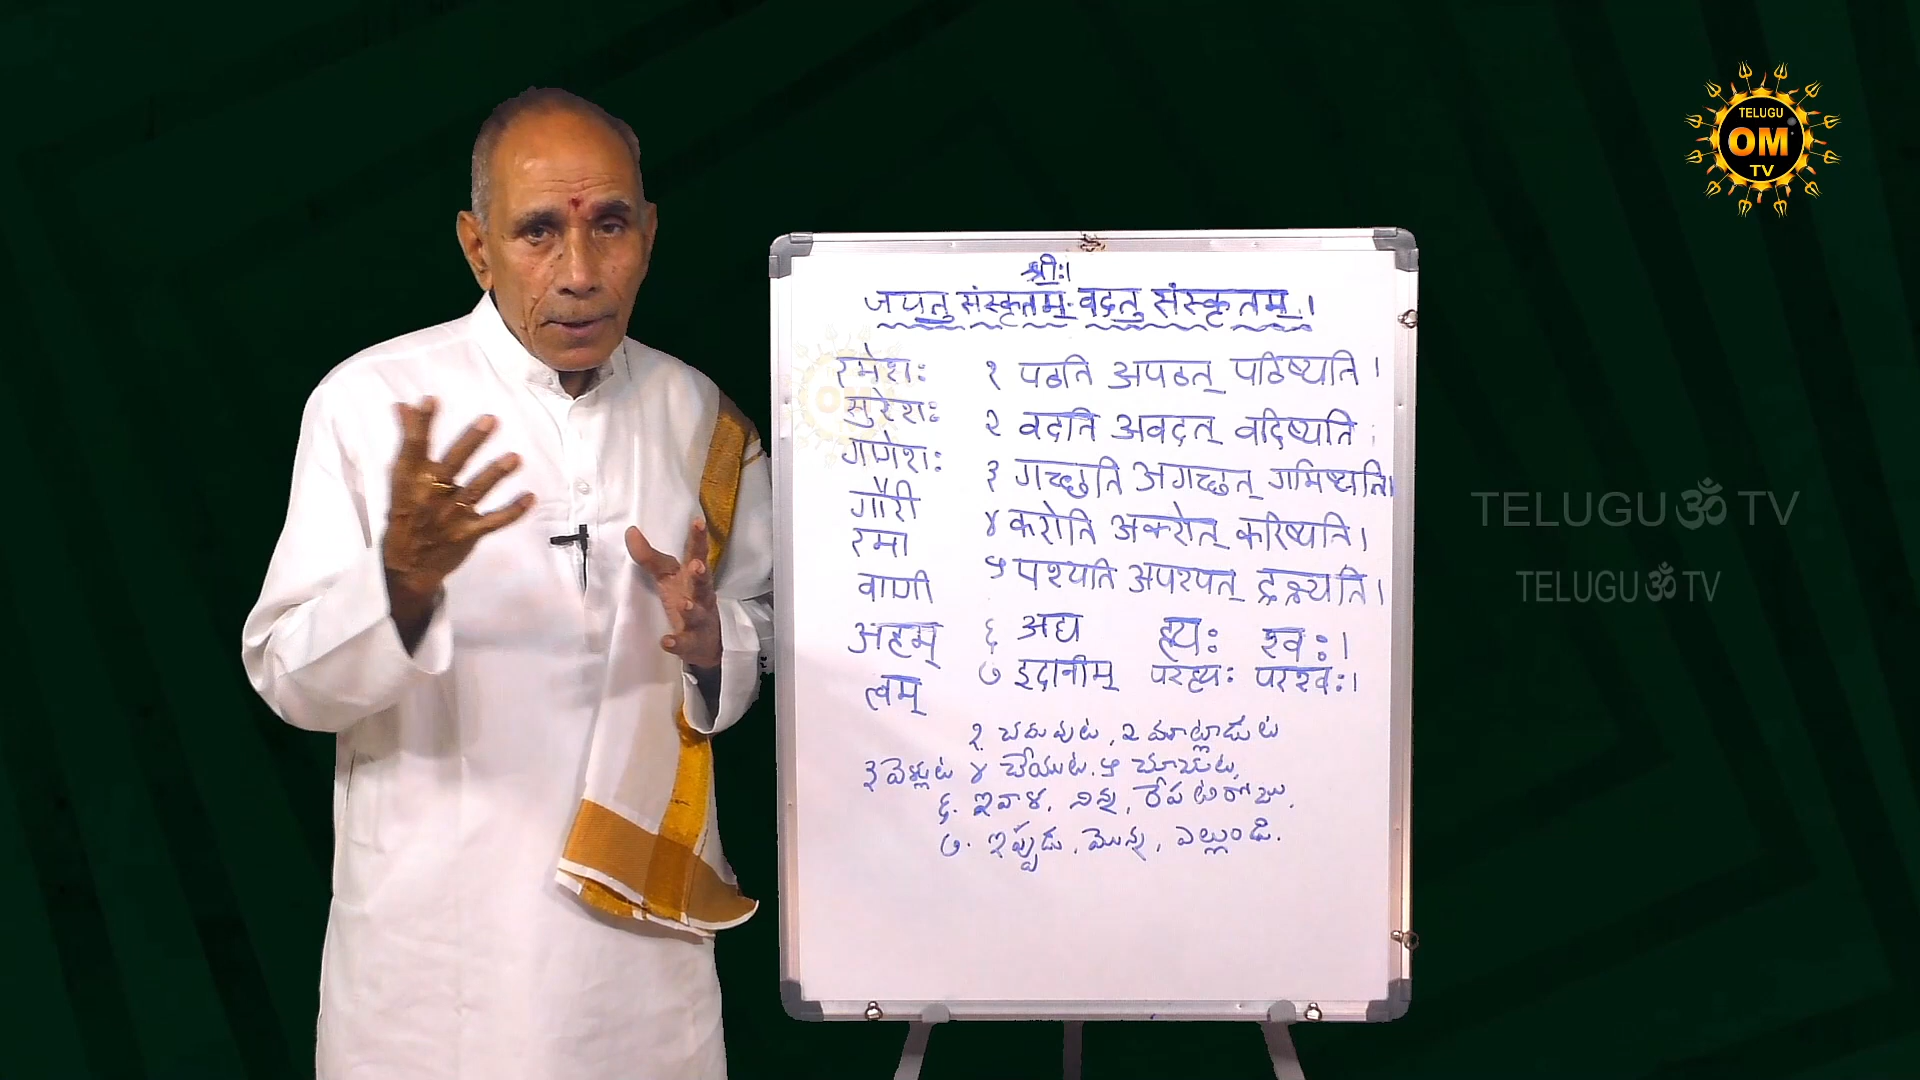 TELUGU
OM
TV
श्रीः।
जयतु संस्कृतम्-वदतु संस्कृतम्।
रमेशः १ पठति अपठत् पठिष्यति।
सुरेशः २ वदति अवदत् वदिष्यति।
गणेशः ३ गच्छति अगच्छत् गमिष्यति।
गौरी ४ करोति अकरोत् करिष्यति।
रमा ५ पश्यति अपश्यत् द्रक्ष्यति।
वाणी
अहम् ६ अद्य ह्यः श्वः।
त्वम् ७ इदानीम् परह्यः परश्वः।
१ చదువుట, २ మాట్లాడుట
३ వెళ్లుట ४ చేయుట. ५ చూచుట,
६. ఇవాళ, నిన్న, రేపటిరోజు,
७. ఇప్పుడు, మొన్న, ఎల్లుండి.
TELUGU ॐ TV
TELUGU ॐ TV